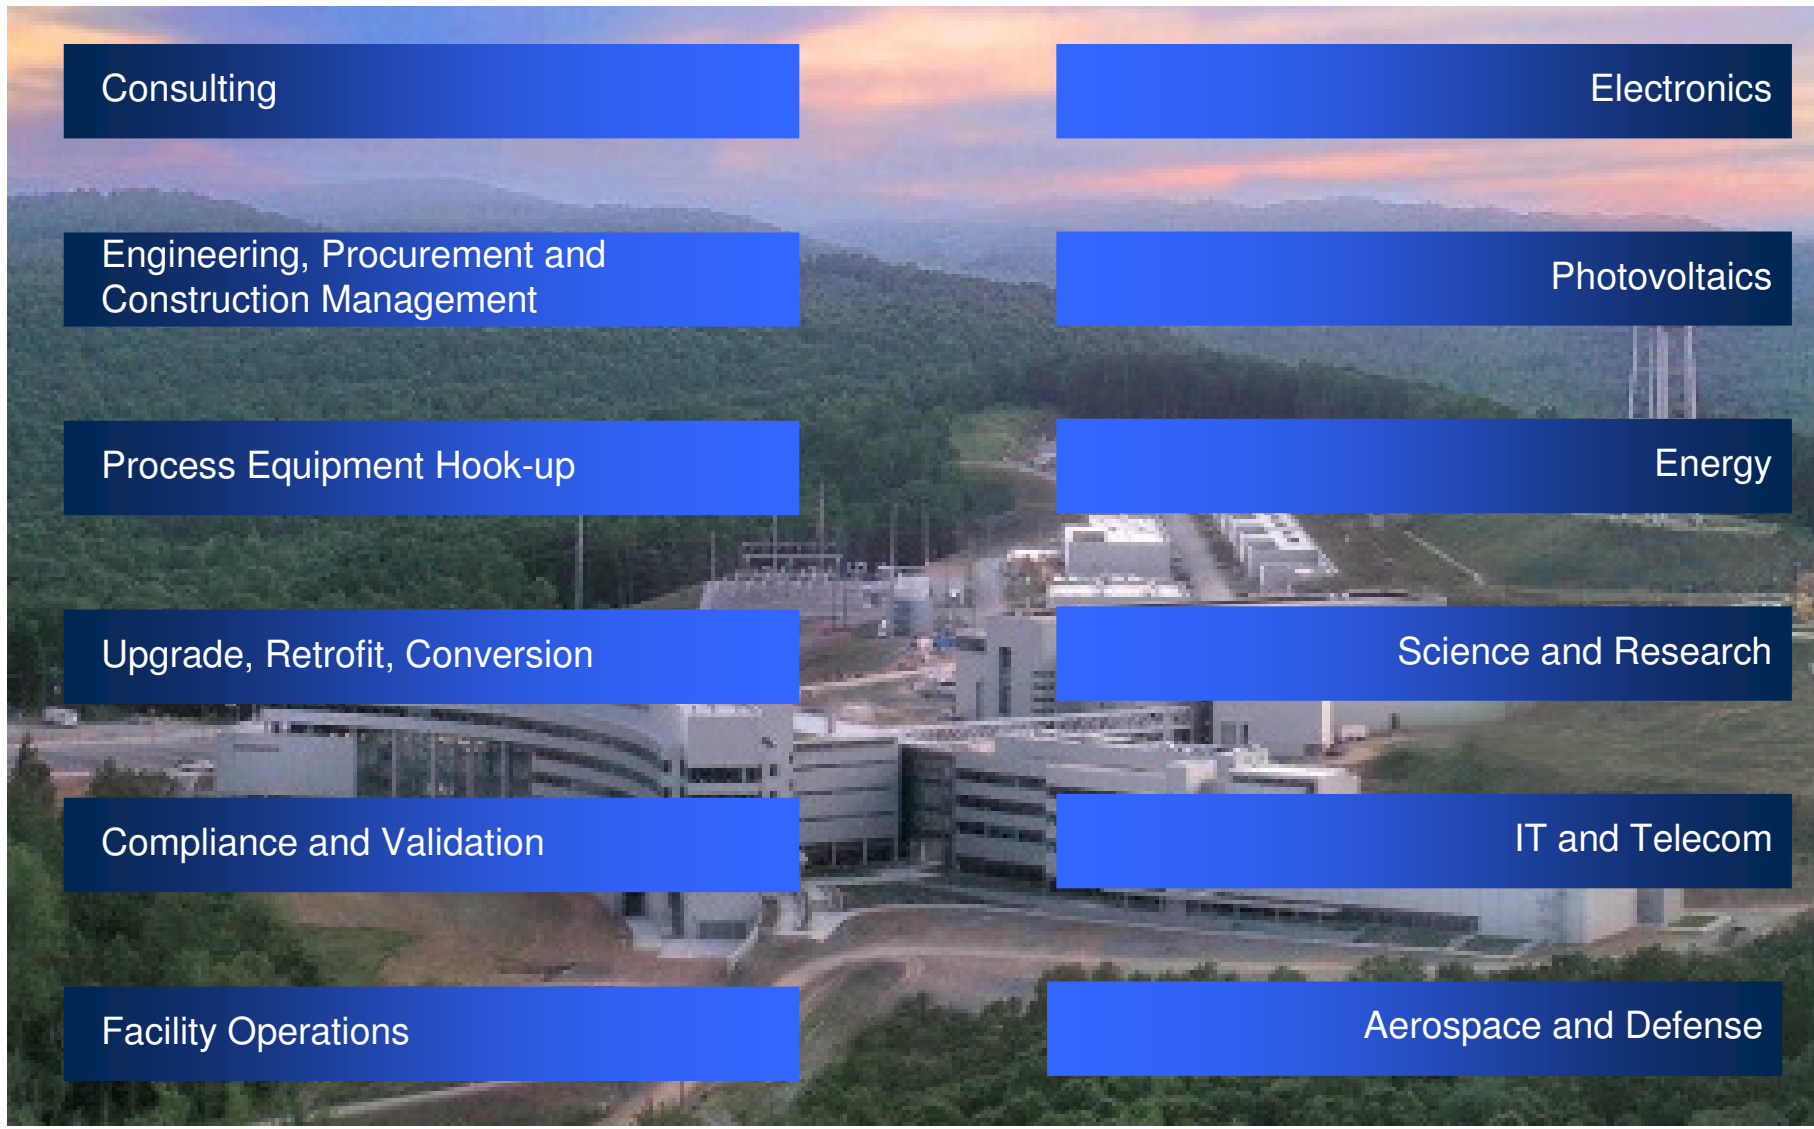 Consulting
Electronics
Engineering, Procurement and
Construction Management
Photovoltaics
Process Equipment Hook-up
Energy
Upgrade, Retrofit, Conversion
Science and Research
Compliance and Validation
IT and Telecom
Facility Operations
Aerospace and Defense